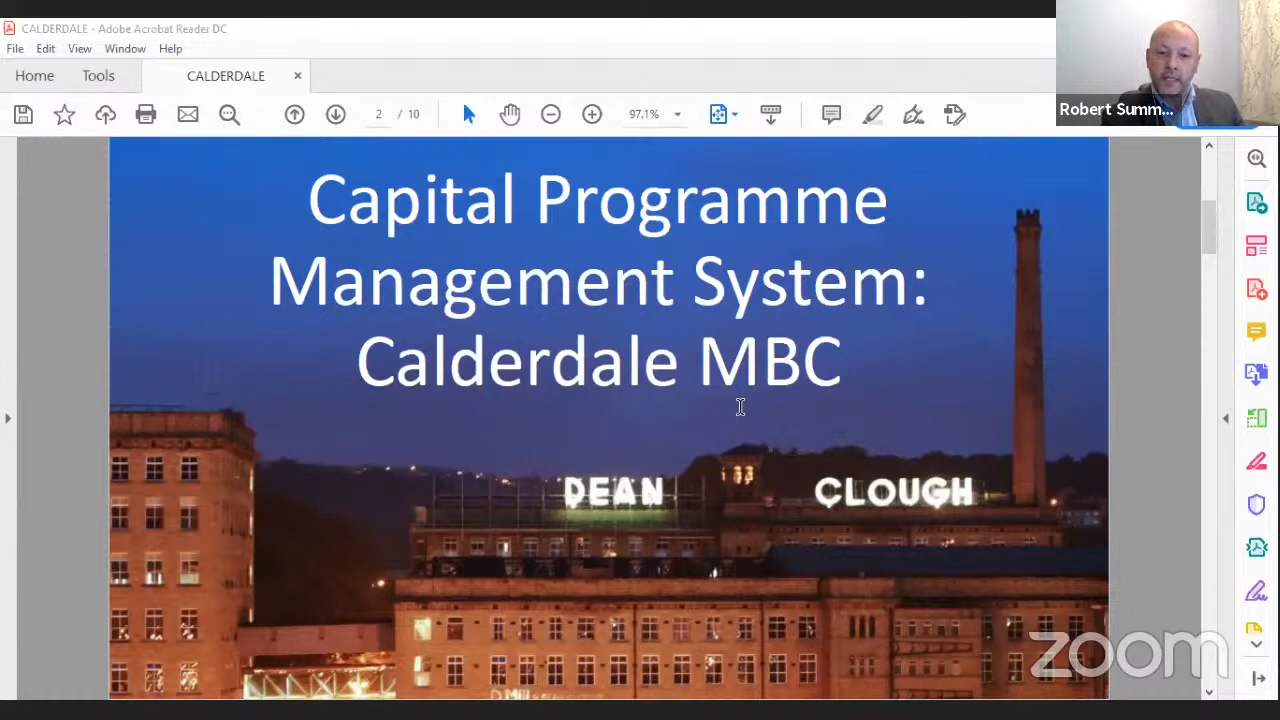 CALDERDALE - Adobe Acrobat Reader DC
File Edit View Window Help
Home Tools CALDERDALE ×
2 / 10 97.1%
Robert Summ...
Capital Programme
Management System:
Calderdale MBC
DEAN CLOUGH
zoom